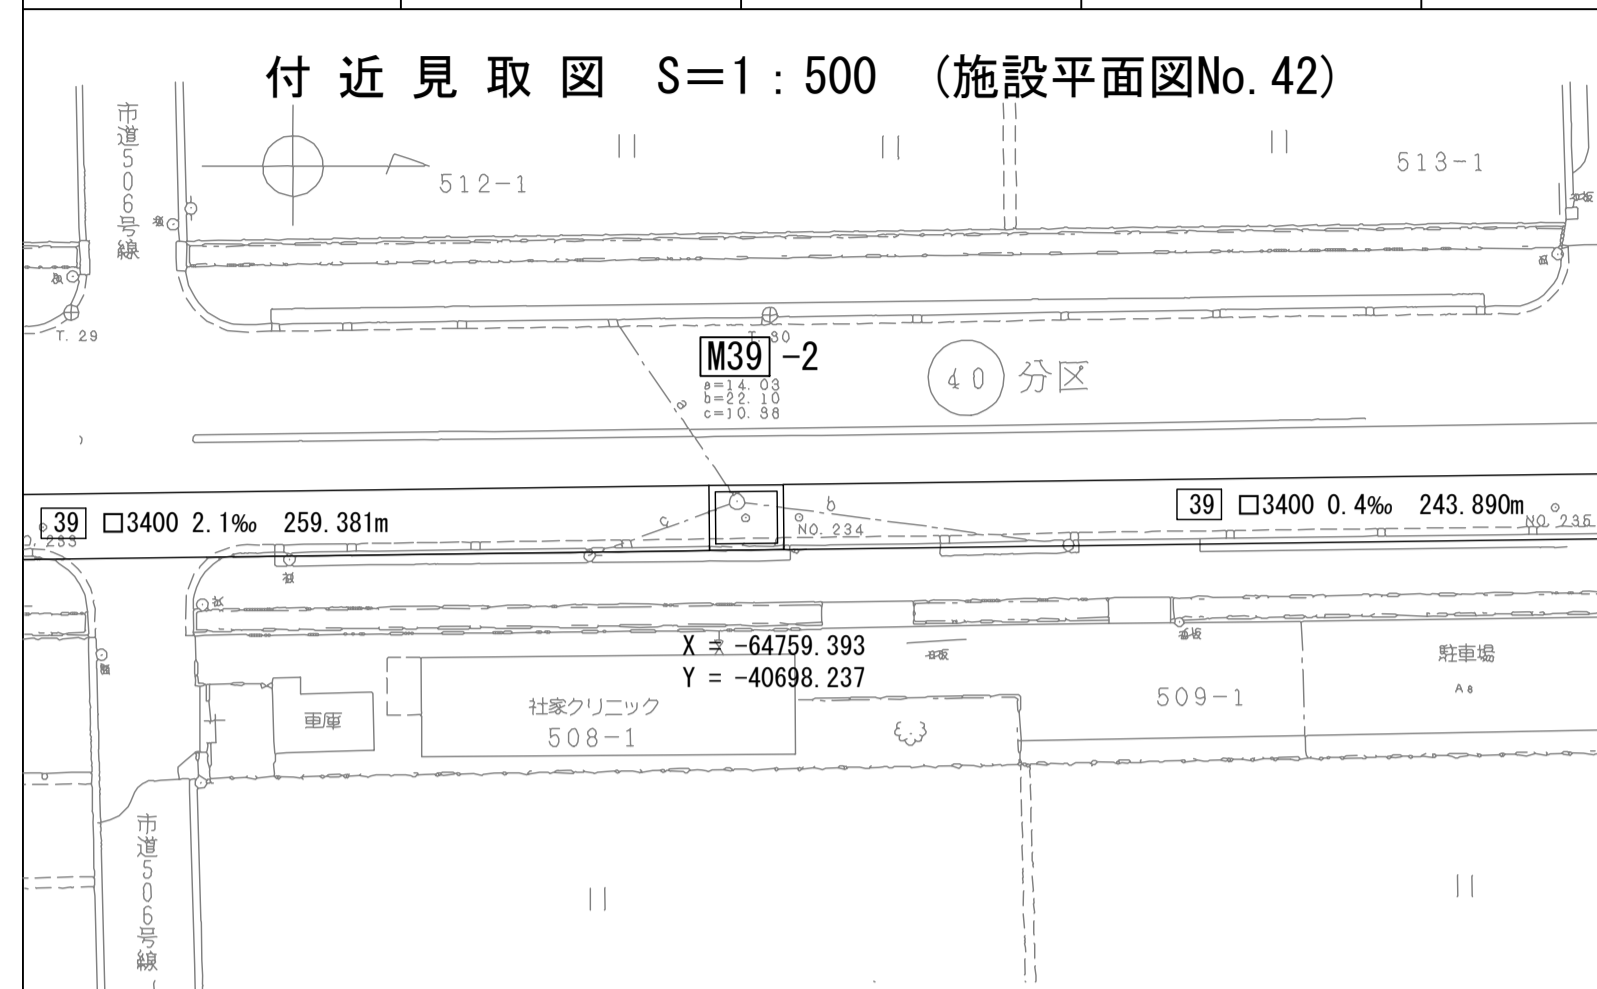 付近見取図 S＝1：500 (施設平面図No.42)
市道506号線
512-1
513-1
T.29
T.30
M39 -2
a=14.03
b=22.10
c=10.38
40 分区
a
b
c
39 □3400 2.1‰ 259.381m
39 □3400 0.4‰ 243.890m
NO.234
NO.235
X = -64759.393
Y = -40698.237
駐車場
As
509-1
社家クリニック
508-1
車庫
市道506号線